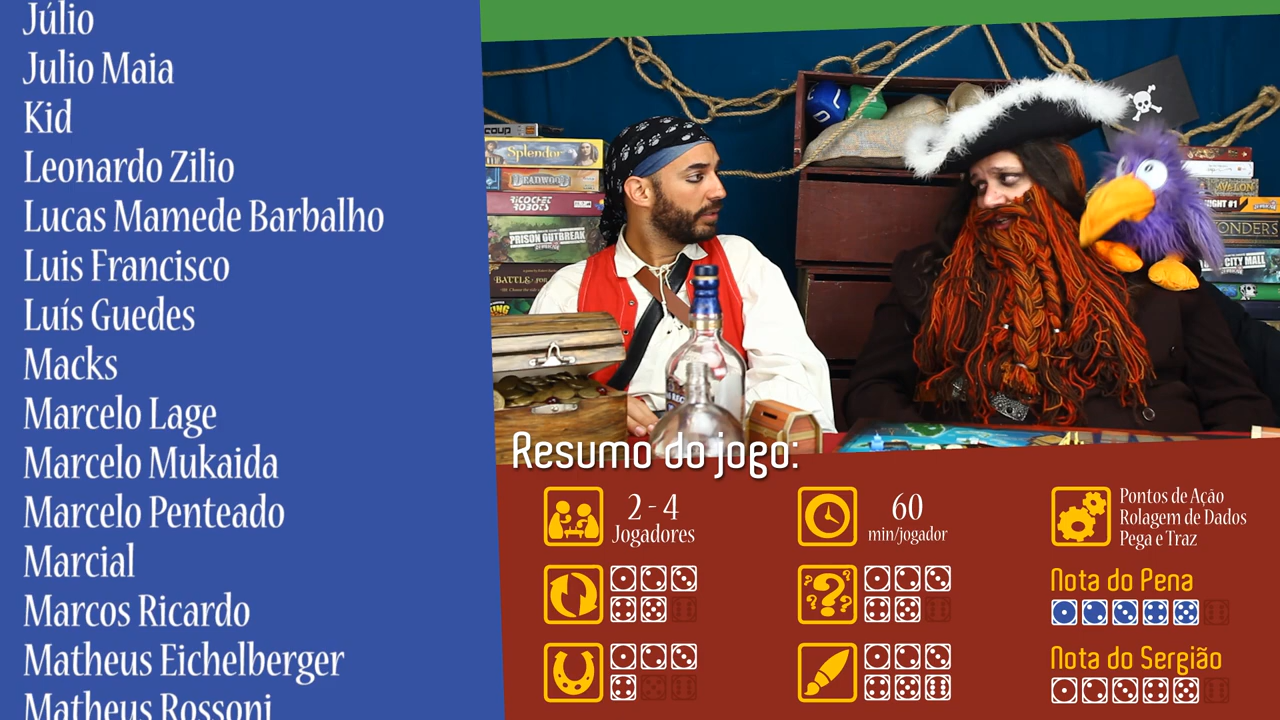 Júlio
Julio Maia
Kid
Leonardo Zilio
Lucas Mamede Barbalho
Luis Francisco
Luís Guedes
Macks
Marcelo Lage
Marcelo Mukaida
Marcelo Penteado
Marcial
Marcos Ricardo
Matheus Eichelberger
Matheus Rossoni
COUP
Splendor
DEADWOOD
RICOCHET
ROBOTS
PRISON OUTBREAK
BATTLE
KING
AVALON
CITY MALL
Resumo do jogo:
2 - 4
Jogadores
60
min/jogador
Pontos de Ação
Rolagem de Dados
Pega e Traz
Nota do Pena
Nota do Sergião